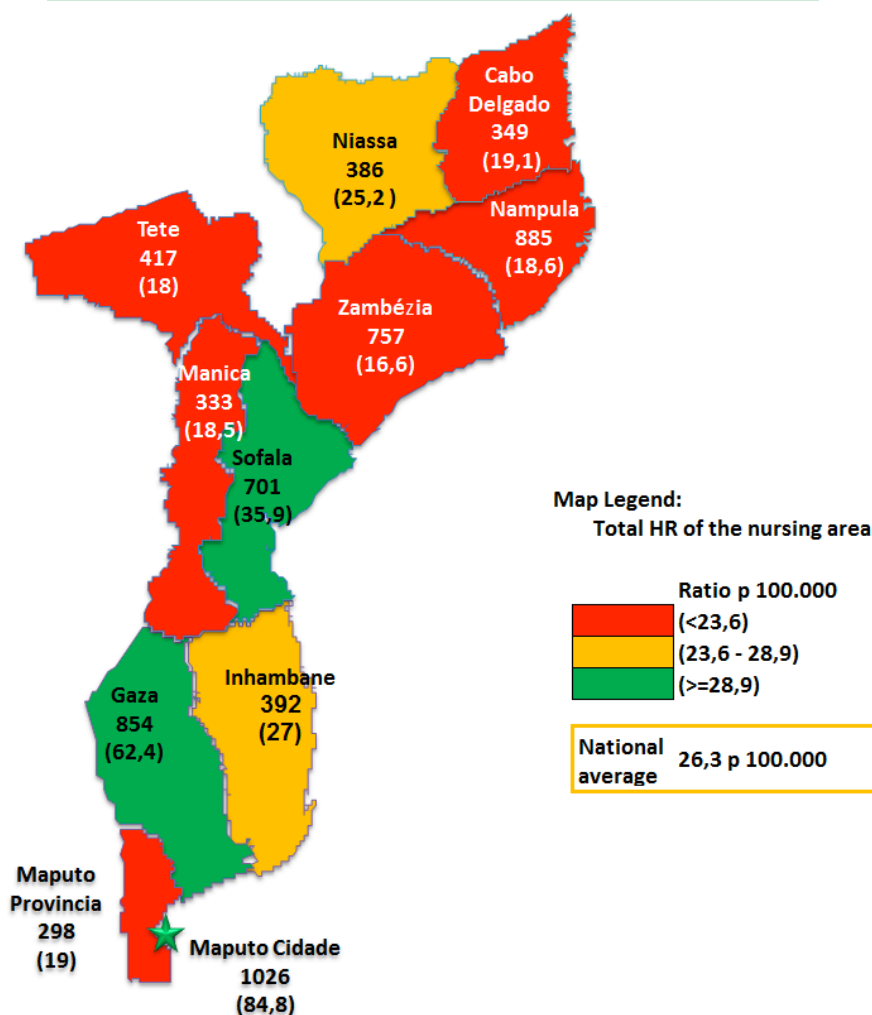 Cabo
Delgado
349
(19,1)
Niassa
386
(25,2 )
Nampula
885
(18,6)
Tete
417
(18)
Zambézia
757
(16,6)
Manica
333
(18,5)
Sofala
701
(35,9)
Map Legend:
Total HR of the nursing area
Ratio p 100.000
(<23,6)
(23,6 - 28,9)
(>=28,9)
National
average
26,3 p 100.000
Inhambane
392
(27)
Gaza
854
(62,4)
Maputo
Provincia
298
(19)
Maputo Cidade
1026
(84,8)